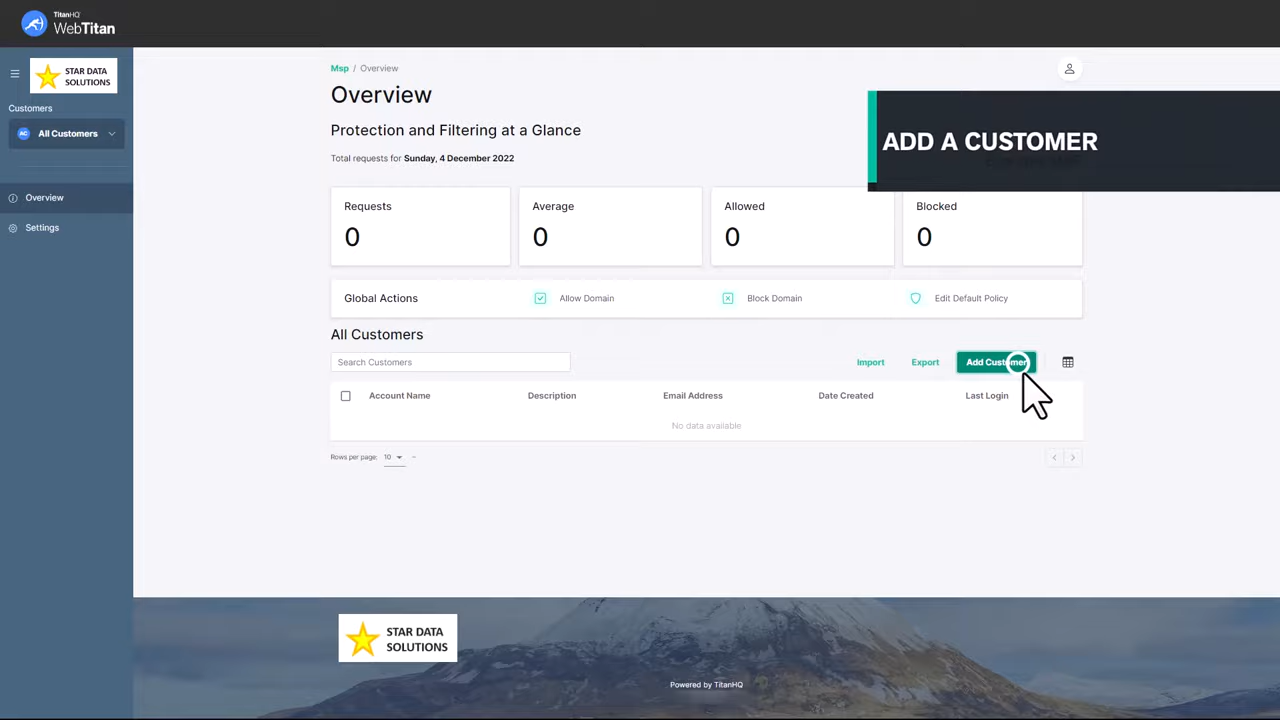 TitanHQ
WebTitan
STAR DATA
SOLUTIONS
Customers
AC All Customers
Overview
Settings
Msp / Overview
Overview
Protection and Filtering at a Glance
Total requests for Sunday, 4 December 2022
ADD A CUSTOMER
Requests
0
Average
0
Allowed
0
Blocked
0
Global Actions
Allow Domain
Block Domain
Edit Default Policy
All Customers
Search Customers
Import
Export
Add Customer
Account Name
Description
Email Address
Date Created
Last Login
No data available
Rows per page: 10 –
STAR DATA
SOLUTIONS
Powered by TitanHQ